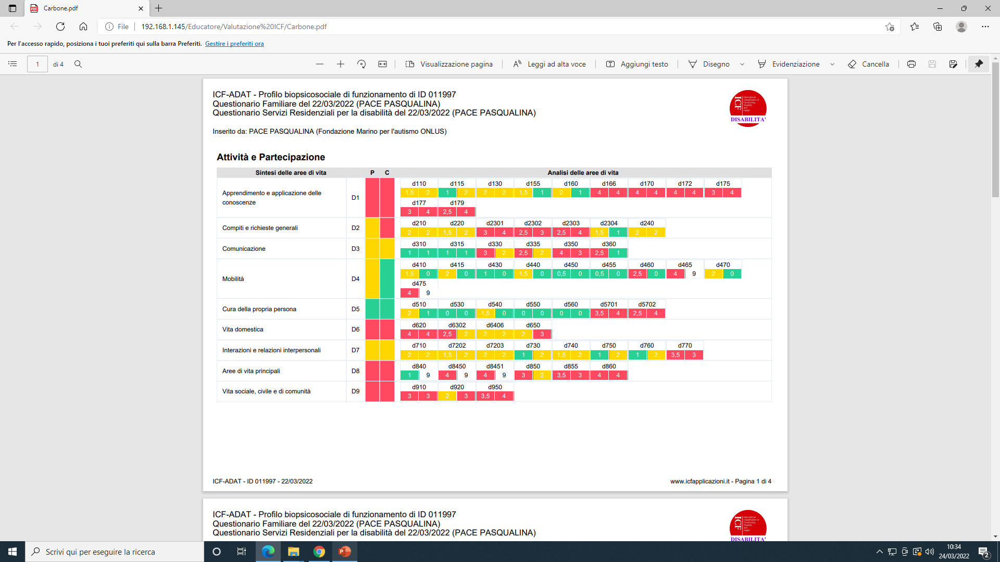 Carbone.pdf
File
192.168.1.145/Educatore/Valutazione%20ICF/Carbone.pdf
Per l'accesso rapido, posiziona i tuoi preferiti qui sulla barra Preferiti. Gestire i preferiti ora
1 di 4 Visualizzazione pagina Leggi ad alta voce Aggiungi testo Disegno Evidenziazione Cancella
ICF-ADAT - Profilo biopsicosociale di funzionamento di ID 011997
Questionario Familiare del 22/03/2022 (PACE PASQUALINA)
Questionario Servizi Residenziali per la disabilità del 22/03/2022 (PACE PASQUALINA)
ICF International Classification of Functioning, Disability and Health
DISABILITA'
Inserito da: PACE PASQUALINA (Fondazione Marino per l'autismo ONLUS)
Attività e Partecipazione
Sintesi delle aree di vita P C Analisi delle aree di vita
d110 d115 d130 d155 d160 d166 d170 d172 d175
Apprendimento e applicazione delle
conoscenze
D1
1,5 2 1 2 2 2 1,5 1 2 1 4 4 4 4 4 4 3 4
d177 d179
3 4 2,5 4
d210 d220 d2301 d2302 d2303 d2304 d240
Compiti e richieste generali D2
2 2 1,5 2 3 4 2,5 3 2,5 4 1,5 1 2 2
d310 d315 d330 d335 d350 d360
Comunicazione D3
1 1 1 1 3 2 2,5 2 4 3 2,5 1
d410 d415 d430 d440 d450 d455 d460 d465 d470
1,5 0 2 0 1 0 1,5 0 0,5 0 0,5 0 2,5 0 4 9 2 0
Mobilità D4
d475
4 9
d510 d530 d540 d550 d560 d5701 d5702
Cura della propria persona D5
2 1 0 0 1,5 0 0 0 0 0 3,5 4 2,5 4
d620 d6302 d6406 d650
Vita domestica D6
4 4 2,5 2 2 2 2 3
d710 d7202 d7203 d730 d740 d750 d760 d770
Interazioni e relazioni interpersonali D7
2 2 1,5 2 2 2 1 2 1,5 2 1 2 1 2 3,5 3
d840 d8450 d8451 d850 d855 d860
Aree di vita principali D8
1 9 4 9 4 9 3 2 3,5 3 4 4
d910 d920 d950
Vita sociale, civile e di comunità D9
3 3 2 3 3,5 4
ICF-ADAT - ID 011997 - 22/03/2022 www.icfapplicazioni.it - Pagina 1 di 4
ICF-ADAT - Profilo biopsicosociale di funzionamento di ID 011997
Questionario Familiare del 22/03/2022 (PACE PASQUALINA)
Questionario Servizi Residenziali per la disabilità del 22/03/2022 (PACE PASQUALINA)
ICF International Classification of Functioning, Disability and Health
DISABILITA'
Scrivi qui per eseguire la ricerca
10:34
24/03/2022
2